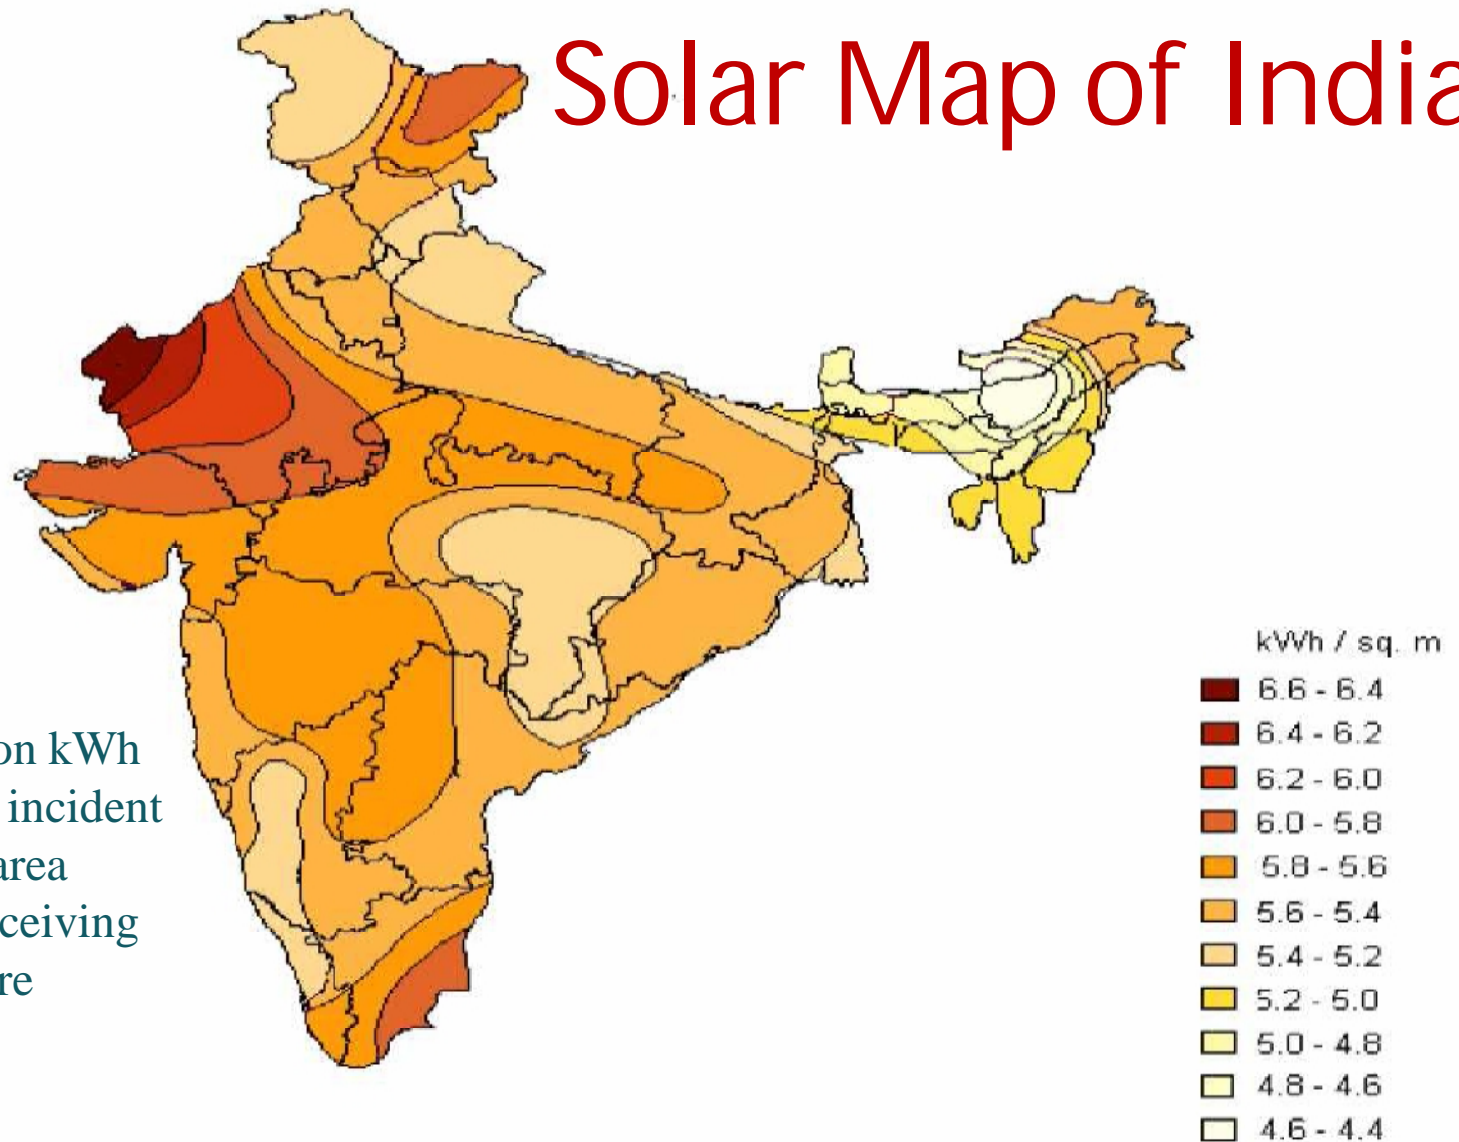 Solar Map of India
on kWh
incident
area
ceiving
re
kWh / sq. m
6.6 - 6.4
6.4 - 6.2
6.2 - 6.0
6.0 - 5.8
5.8 - 5.6
5.6 - 5.4
5.4 - 5.2
5.2 - 5.0
5.0 - 4.8
4.8 - 4.6
4.6 - 4.4